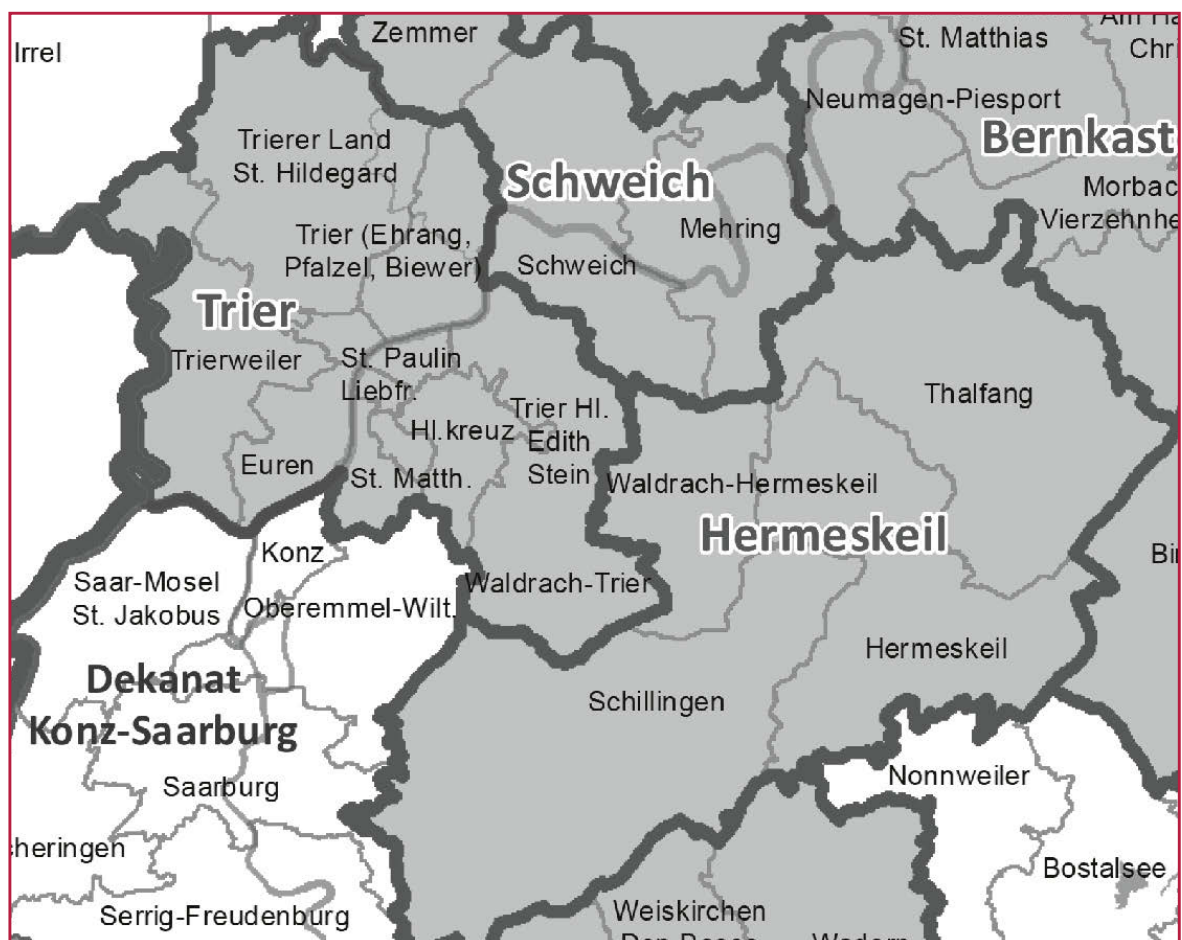 Irrel
Zemmer
St. Matthias
Neumagen-Piesport
Bernkast
Trierer Land
St. Hildegard
Schweich
Morbac
Vierzehnhe
Mehring
Trier (Ehrang,
Pfalzel, Biewer)
Schweich
Trier
Trierweiler
St. Paulin
Liebfr.
Thalfang
Trier Hl.
Edith
Stein
Hl.kreuz
Euren
St. Matth.
Waldrach-Hermeskeil
Hermeskeil
Konz
Saar-Mosel
St. Jakobus
Oberemmel-Wilt.
Waldrach-Trier
Hermeskeil
Dekanat
Konz-Saarburg
Schillingen
Saarburg
Nonnweiler
cheringen
Bostalsee
Serrig-Freudenburg
Weiskirchen